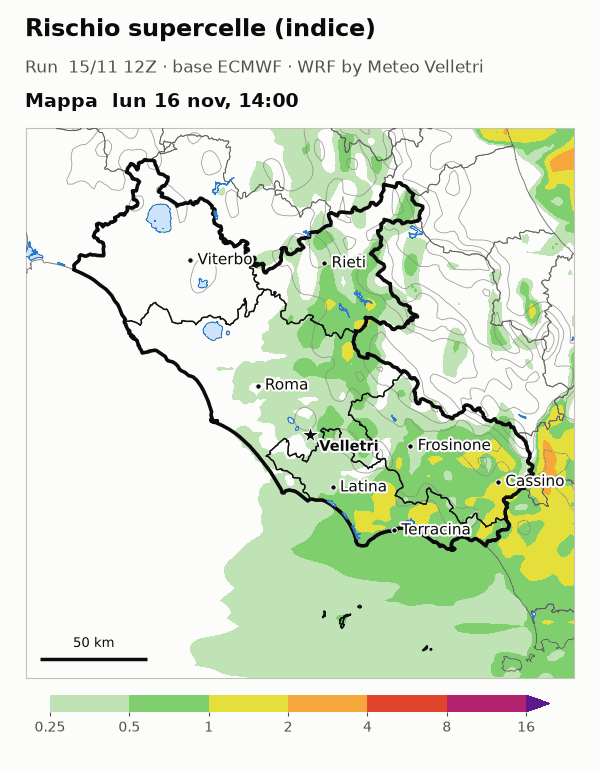 Rischio supercelle (indice)
Run 15/11 12Z · base ECMWF · WRF by Meteo Velletri
Mappa lun 16 nov, 14:00
Viterbo
Rieti
Roma
Velletri
Frosinone
Latina
Cassino
Terracina
50 km
0.25 0.5 1 2 4 8 16